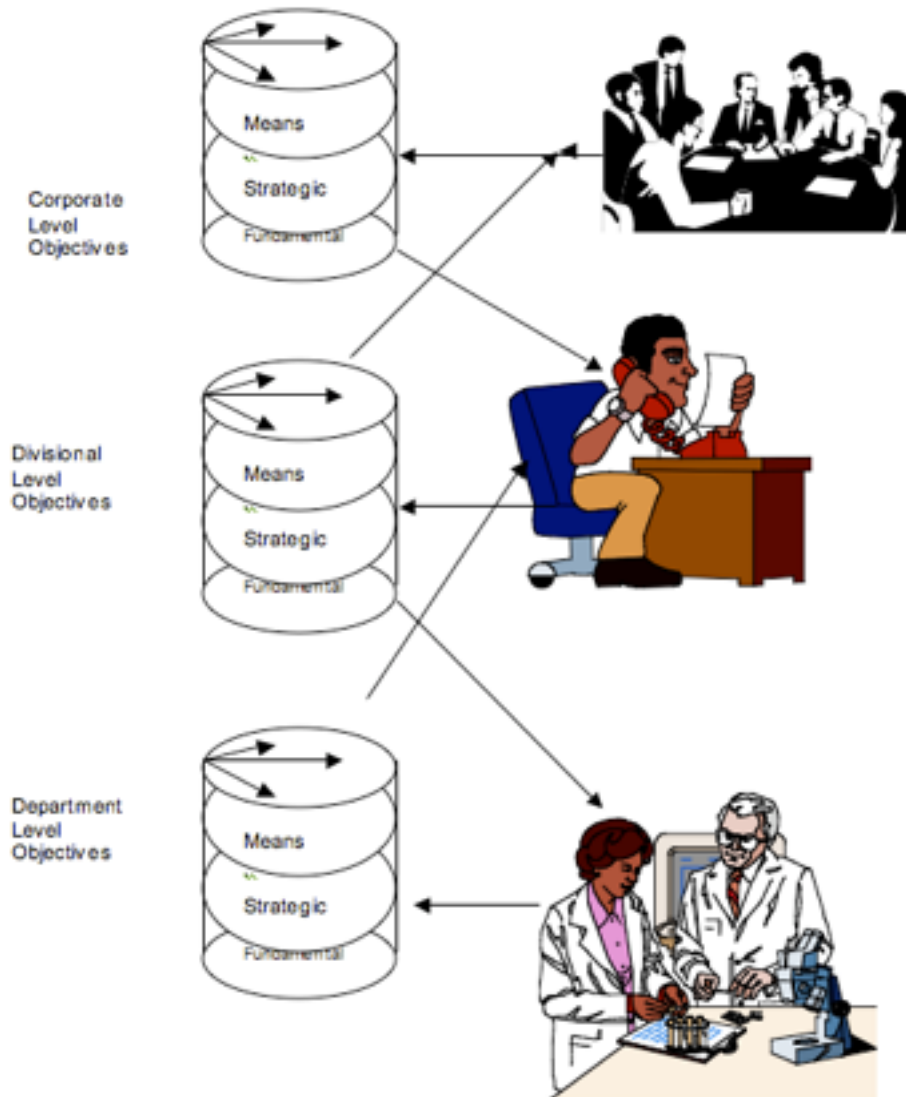 Means
Strategic
Fundamental
Corporate
Level
Objectives
Means
Strategic
Fundamental
Divisional
Level
Objectives
Means
Strategic
Fundamental
Department
Level
Objectives